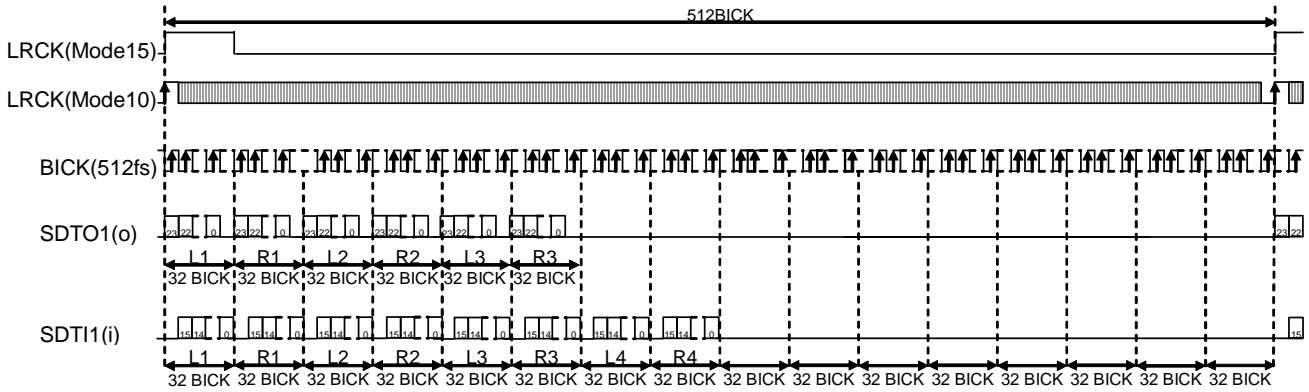 512BICK
LRCK(Mode15)
LRCK(Mode10)
BICK(512fs)
SDTO1(o)
23 22 0 23 22 0 23 22 0 23 22 0 23 22 0 23 22 0 23 22
L1 R1 L2 R2 L3 R3
32 BICK 32 BICK 32 BICK 32 BICK 32 BICK 32 BICK
SDTI1(i)
15 14 0 15 14 0 15 14 0 15 14 0 15 14 0 15 14 0 15 14 0 15 14 0 15
L1 R1 L2 R2 L3 R3 L4 R4
32 BICK 32 BICK 32 BICK 32 BICK 32 BICK 32 BICK 32 BICK 32 BICK 32 BICK 32 BICK 32 BICK 32 BICK 32 BICK 32 BICK 32 BICK 32 BICK